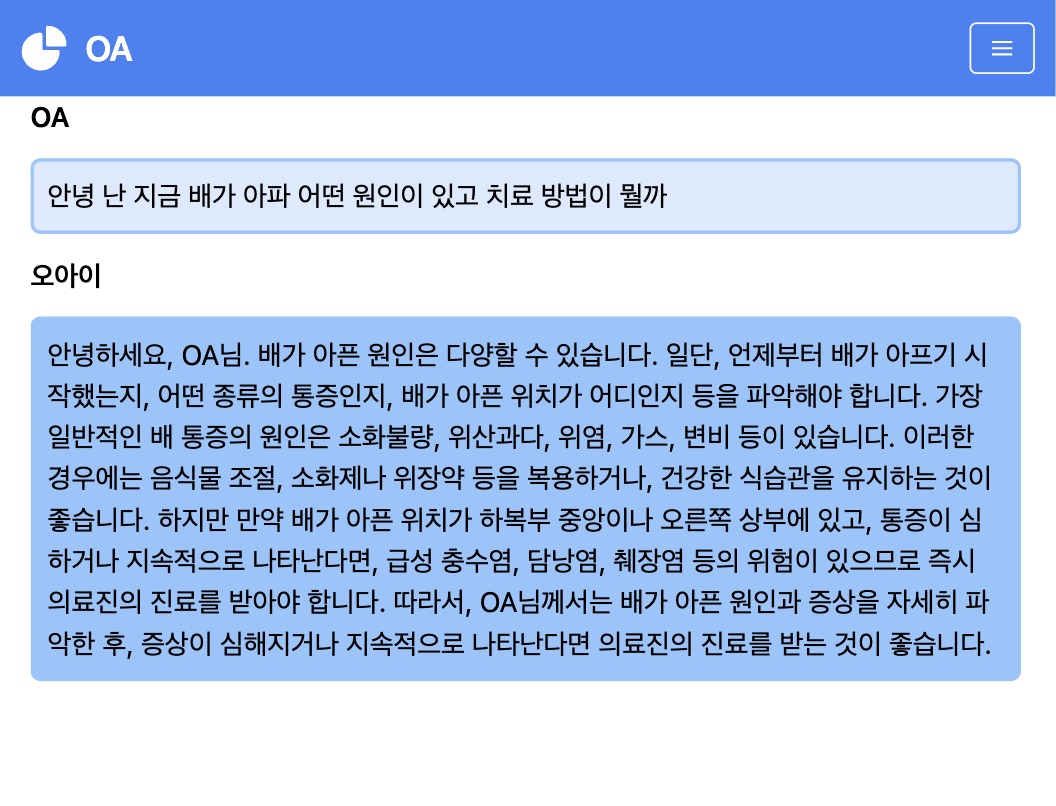 OA
OA
안녕 난 지금 배가 아파 어떤 원인이 있고 치료 방법이 뭘까
오아이
안녕하세요, OA님. 배가 아픈 원인은 다양할 수 있습니다. 일단, 언제부터 배가 아프기 시
작했는지, 어떤 종류의 통증인지, 배가 아픈 위치가 어디인지 등을 파악해야 합니다. 가장
일반적인 배 통증의 원인은 소화불량, 위산과다, 위염, 가스, 변비 등이 있습니다. 이러한
경우에는 음식물 조절, 소화제나 위장약 등을 복용하거나, 건강한 식습관을 유지하는 것이
좋습니다. 하지만 만약 배가 아픈 위치가 하복부 중앙이나 오른쪽 상부에 있고, 통증이 심
하거나 지속적으로 나타난다면, 급성 충수염, 담낭염, 췌장염 등의 위험이 있으므로 즉시
의료진의 진료를 받아야 합니다. 따라서, OA님께서는 배가 아픈 원인과 증상을 자세히 파
악한 후, 증상이 심해지거나 지속적으로 나타난다면 의료진의 진료를 받는 것이 좋습니다.